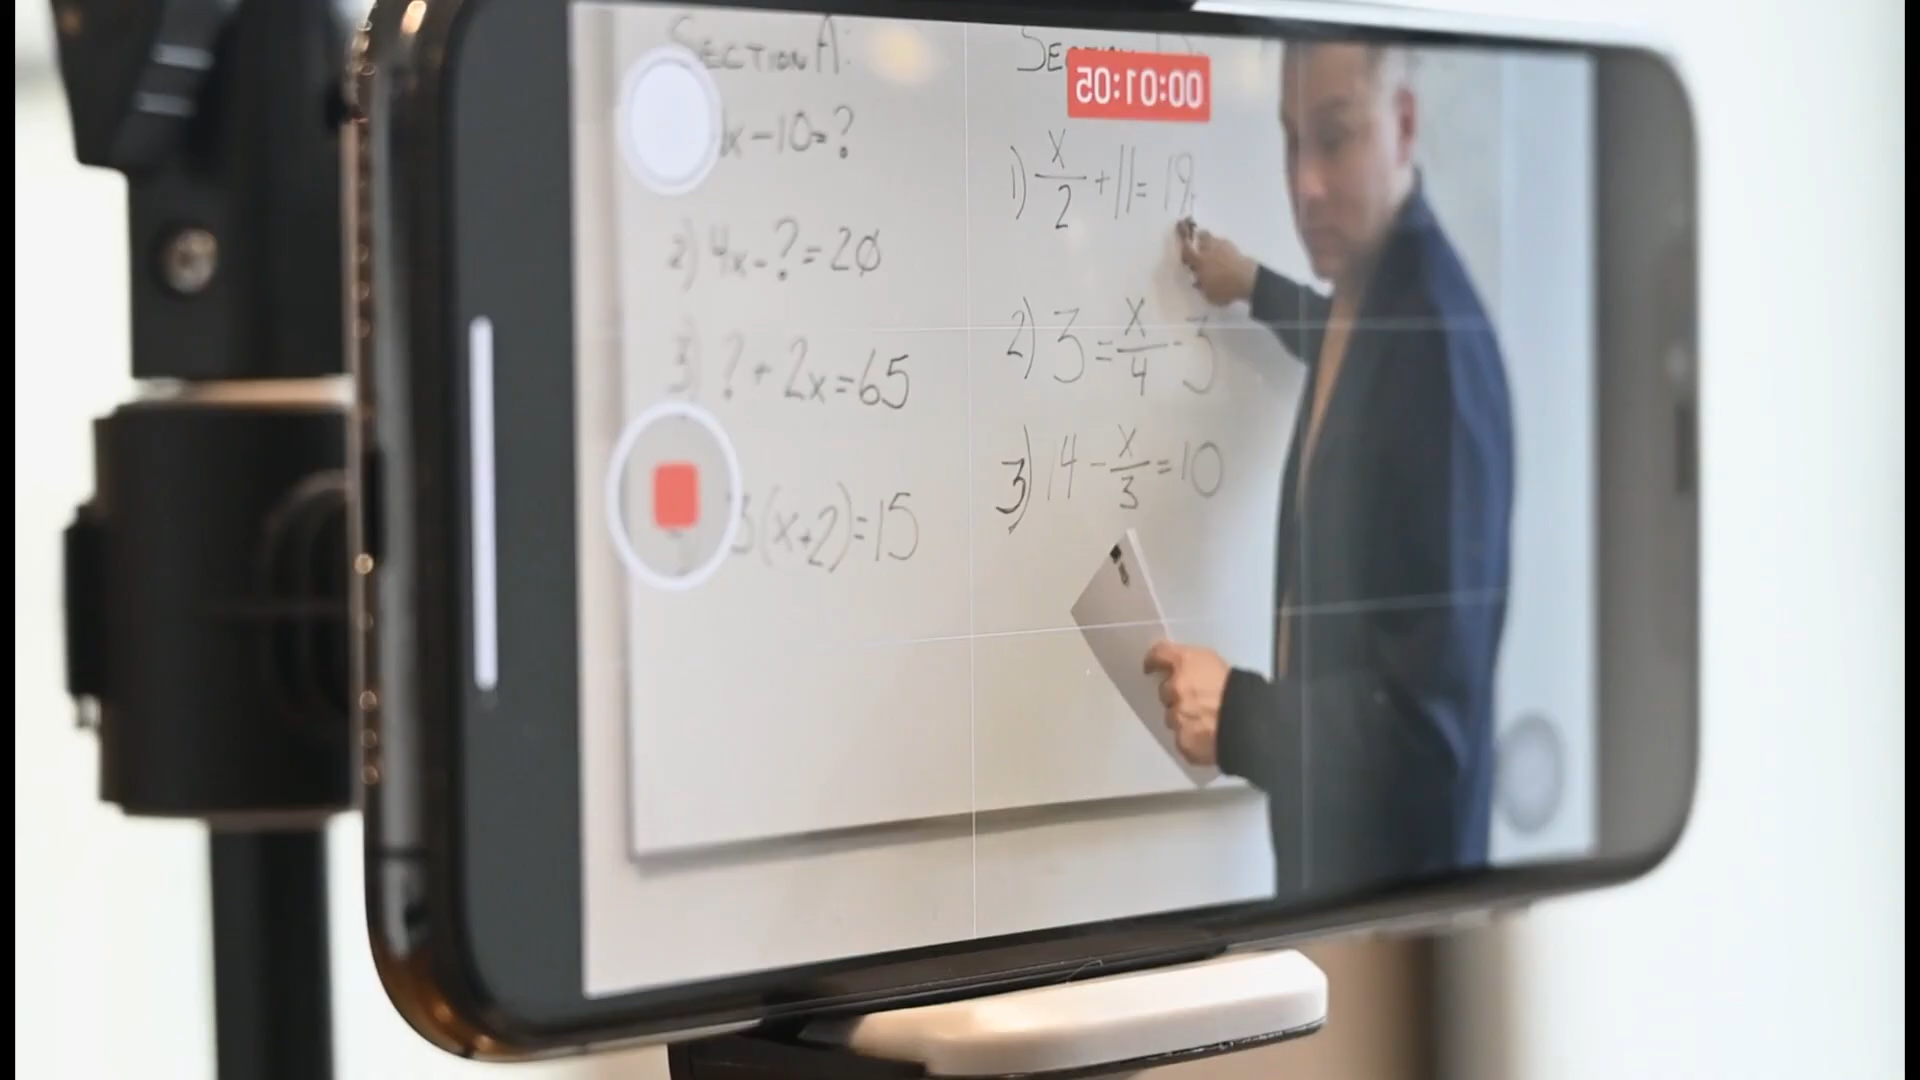 SECTION A:
x-10=?
2) 4x-?=20
3) ?+2x=65
3(x+2)=15
00:01:05
1) x/2+11=19
2) 3=x/4-3
3) 14-x/3=10